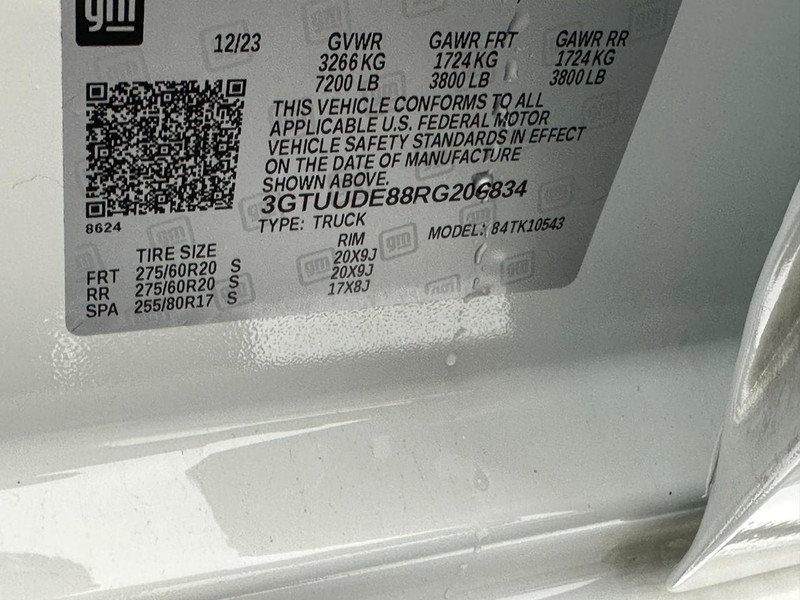 gm
12/23 GVWR GAWR FRT GAWR RR
3266 KG 1724 KG 1724 KG
7200 LB 3800 LB 3800 LB
THIS VEHICLE CONFORMS TO ALL
APPLICABLE U.S. FEDERAL MOTOR
VEHICLE SAFETY STANDARDS IN EFFECT
ON THE DATE OF MANUFACTURE
SHOWN ABOVE.
3GTUUDE88RG206834
8624
TYPE: TRUCK MODEL: 84TK10543
TIRE SIZE RIM
FRT 275/60R20 S 20X9J
RR 275/60R20 S 20X9J
SPA 255/80R17 S 17X8J